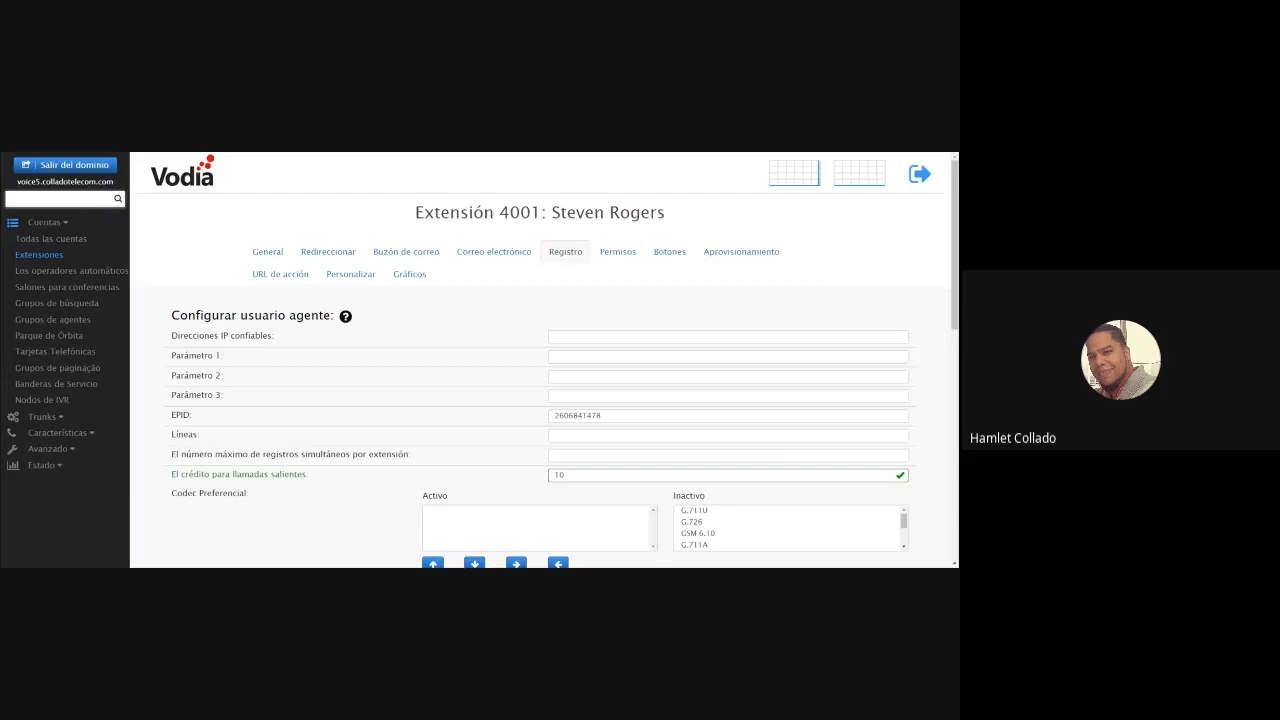 Salir del dominio
voice5.colladotelecom.com
Cuentas
Todas las cuentas
Extensiones
Los operadores automáticos
Salones para conferencias
Grupos de búsqueda
Grupos de agentes
Parque de Órbita
Tarjetas Telefónicas
Grupos de paginação
Banderas de Servicio
Nodos de IVR
Trunks
Características
Avanzado
Estado
Vodia
Extensión 4001: Steven Rogers
General Redireccionar Buzón de correo Correo electrónico Registro Permisos Botones Aprovisionamiento
URL de acción Personalizar Gráficos
Configurar usuario agente: ?
Direcciones IP confiables:
Parámetro 1:
Parámetro 2:
Parámetro 3:
EPID: 2606841478
Líneas:
El número máximo de registros simultáneos por extensión:
El crédito para llamadas salientes: 10
Codec Preferencial: Activo Inactivo
G.711U
G.726
GSM 6.10
G.711A
Hamlet Collado